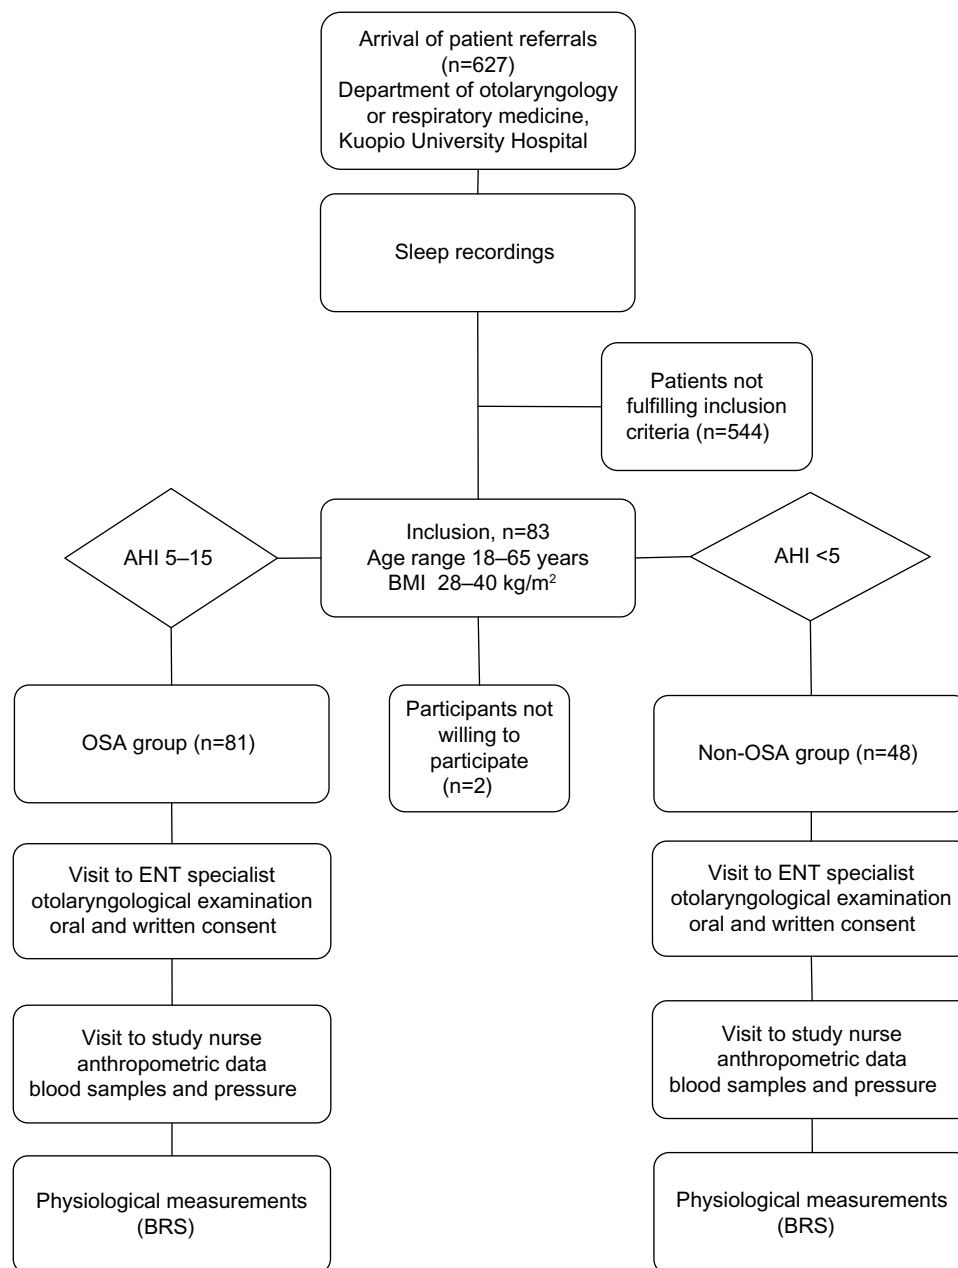 Arrival of patient referrals
(n=627)
Department of otolaryngology
or respiratory medicine,
Kuopio University Hospital
Sleep recordings
Patients not
fulfilling inclusion
criteria (n=544)
AHI 5–15
Inclusion, n=83
Age range 18–65 years
BMI 28–40 kg/m²
AHI <5
OSA group (n=81)
Participants not
willing to
participate
(n=2)
Non-OSA group (n=48)
Visit to ENT specialist
otolaryngological examination
oral and written consent
Visit to ENT specialist
otolaryngological examination
oral and written consent
Visit to study nurse
anthropometric data
blood samples and pressure
Visit to study nurse
anthropometric data
blood samples and pressure
Physiological measurements
(BRS)
Physiological measurements
(BRS)